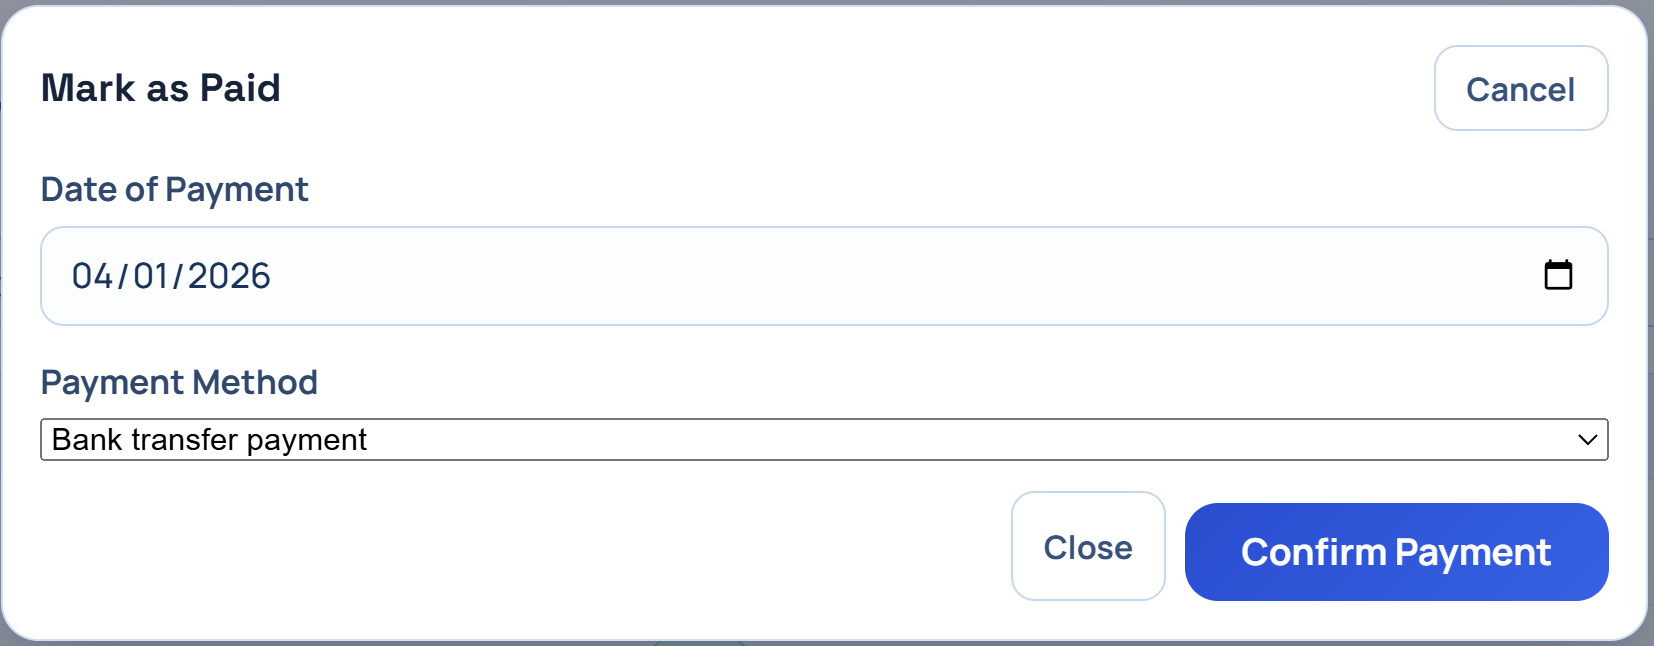 Mark as Paid
Cancel
Date of Payment
04/01/2026
Payment Method
Bank transfer payment
Close
Confirm Payment